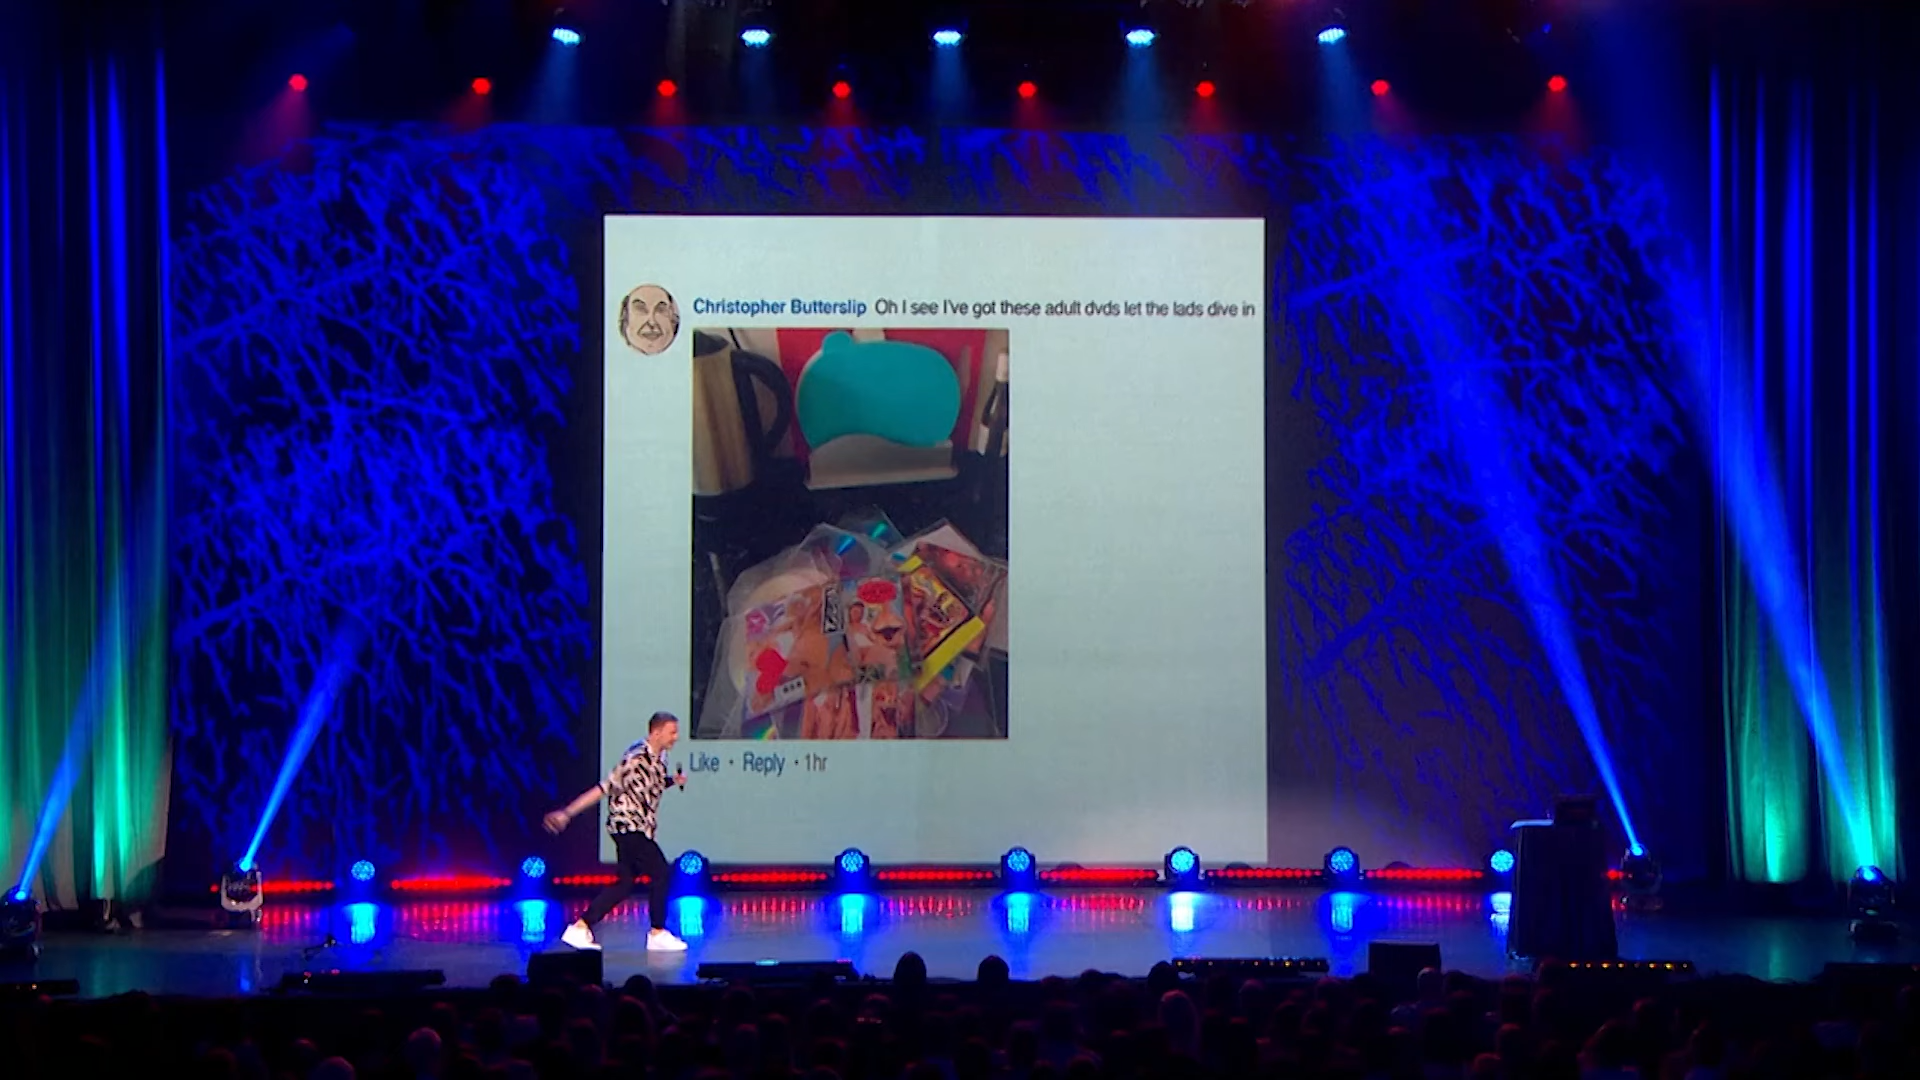 Christopher Butterslip Oh I see I've got these adult dvds let the lads dive in
Like · Reply · 1hr